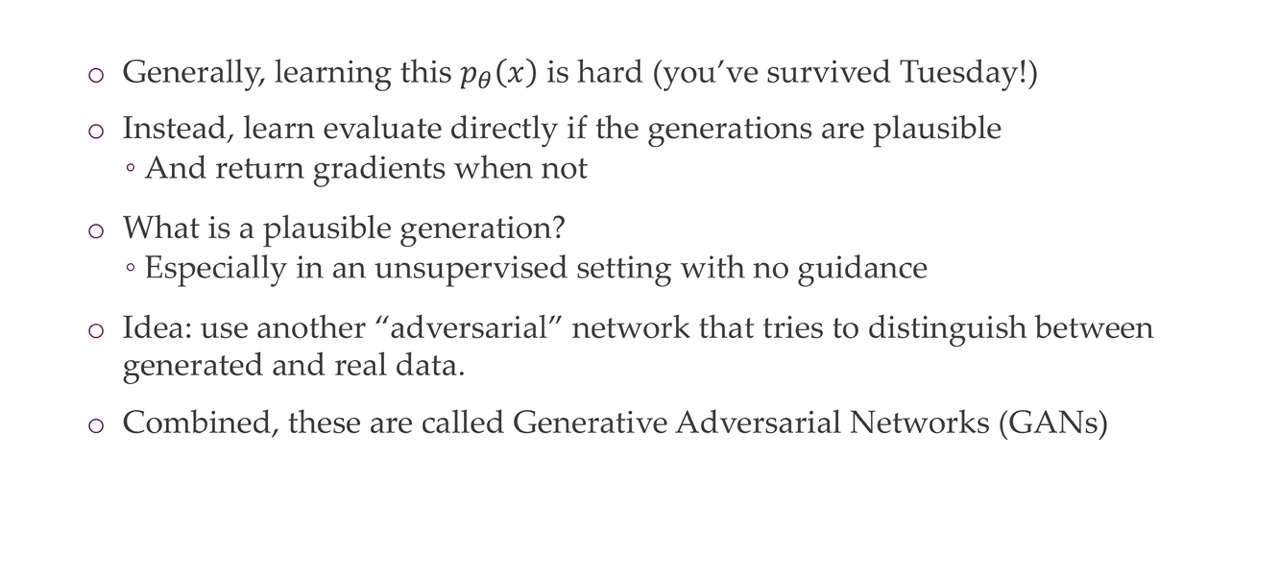 Generally, learning this p_θ(x) is hard (you've survived Tuesday!)
Instead, learn evaluate directly if the generations are plausible
And return gradients when not
What is a plausible generation?
Especially in an unsupervised setting with no guidance
Idea: use another “adversarial” network that tries to distinguish between
generated and real data.
Combined, these are called Generative Adversarial Networks (GANs)